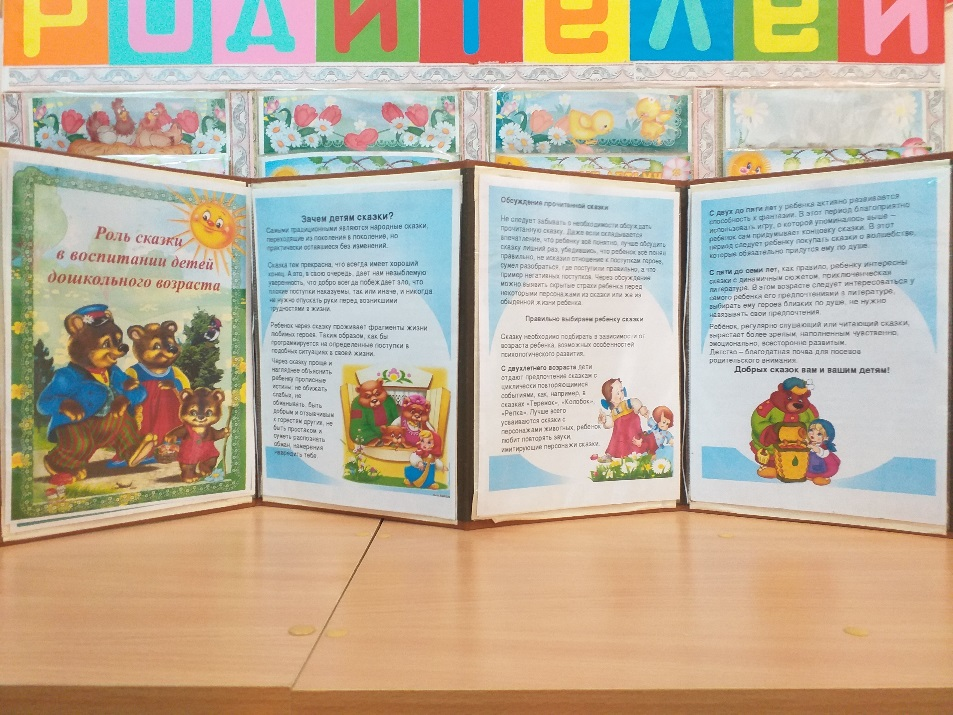 РОДИТЕЛЕЙ
Роль сказки
в воспитании детей
дошкольного возраста
Зачем детям сказки?
Самыми традиционными являются народные сказки,
переходящие из поколения в поколение, но
практически оставшиеся без изменений.
Сказка тем прекрасна, что всегда имеет хороший
конец. А это, в свою очередь, дает нам незыблемую
уверенность, что добро всегда побеждает зло, что
плохие поступки наказуемы, так или иначе, и никогда
не нужно опускать руки перед возникшими
трудностями в жизни.
Ребенок через сказку проживает фрагменты жизни
любимых героев. Таким образом, как бы
программируется на определенные поступки в
подобных ситуациях в своей жизни.
Через сказку проще и
нагляднее объяснить
ребенку прописные
истины: не обижать
слабых, не
обманывать, быть
добрым и отзывчивым
к горестям других, не
быть простаком и
суметь распознать
обман, намерения
навредить тебе.
Обсуждение прочитанной сказки
Не следует забывать о необходимости обсуждать
прочитанную сказку. Даже если складывается
впечатление, что ребенку всё понятно, лучше обсудить
сказку лишний раз, убедившись, что ребенок всё понял
правильно, не исказил отношение к поступкам героев,
сумел разобраться, где поступили правильно, а что
пример негативных поступков. Через обсуждение
можно выявить скрытые страхи ребенка перед
некоторыми персонажами из сказки или же из
обыденной жизни ребенка.
Правильно выбираем ребенку сказки
Сказку необходимо подбирать в зависимости от
возраста ребенка, возможных особенностей
психологического развития.
С двухлетнего возраста дети
отдают предпочтение сказкам с
циклически повторяющимися
событиями, как, например, в
сказках «Теремок», «Колобок»,
«Репка». Лучше всего
усваиваются сказки с
персонажами животных, ребенок
любит повторять звуки,
имитирующие персонажи сказки.
С двух до пяти лет у ребенка активно развивается
способность к фантазии. В этот период благоприятно
использовать игру, о которой упоминалось выше –
ребенок сам придумывает концовку сказки. В этот
период следует ребенку покупать сказки о волшебстве,
которые обязательно придутся ему по душе.
С пяти до семи лет, как правило, ребенку интересны
сказки с динамичным сюжетом, приключенческая
литература. В этом возрасте следует интересоваться у
самого ребенка его предпочтениями в литературе,
выбирать ему героев близких по душе, не нужно
навязывать свои предпочтения.
Ребёнок, регулярно слушающий или читающий сказки,
вырастает более зрелым, наполненным чувственно,
эмоционально, всесторонне развитым.
Детство – благодатная почва для посевов
родительского внимания.
Добрых сказок вам и вашим детям!